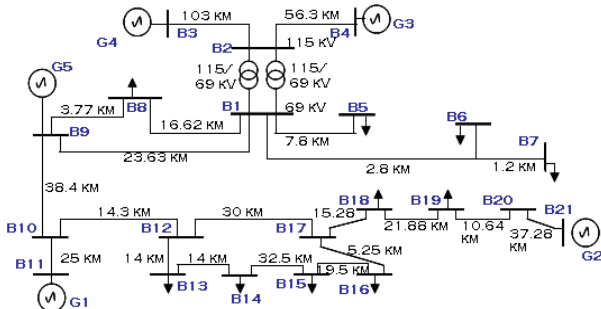 103 KM
56.3 KM
G3
G4
B3
B2
B4
115 KV
G5
115/
69 KV
115/
69 KV
B8
B1
69 KV
B5
B6
3.77 KM
B9
16.62 KM
7.8 KM
B7
23.63 KM
2.8 KM
1.2 KM
38.4 KM
B18
B19
B20
B21
14.3 KM
30 KM
15.28
21.88 KM
10.64
KM
37.28
KM
G2
B10
B12
B17
5.25 KM
B11
25 KM
14 KM
14 KM
32.5 KM
19.5 KM
B13
B14
B15
B16
G1